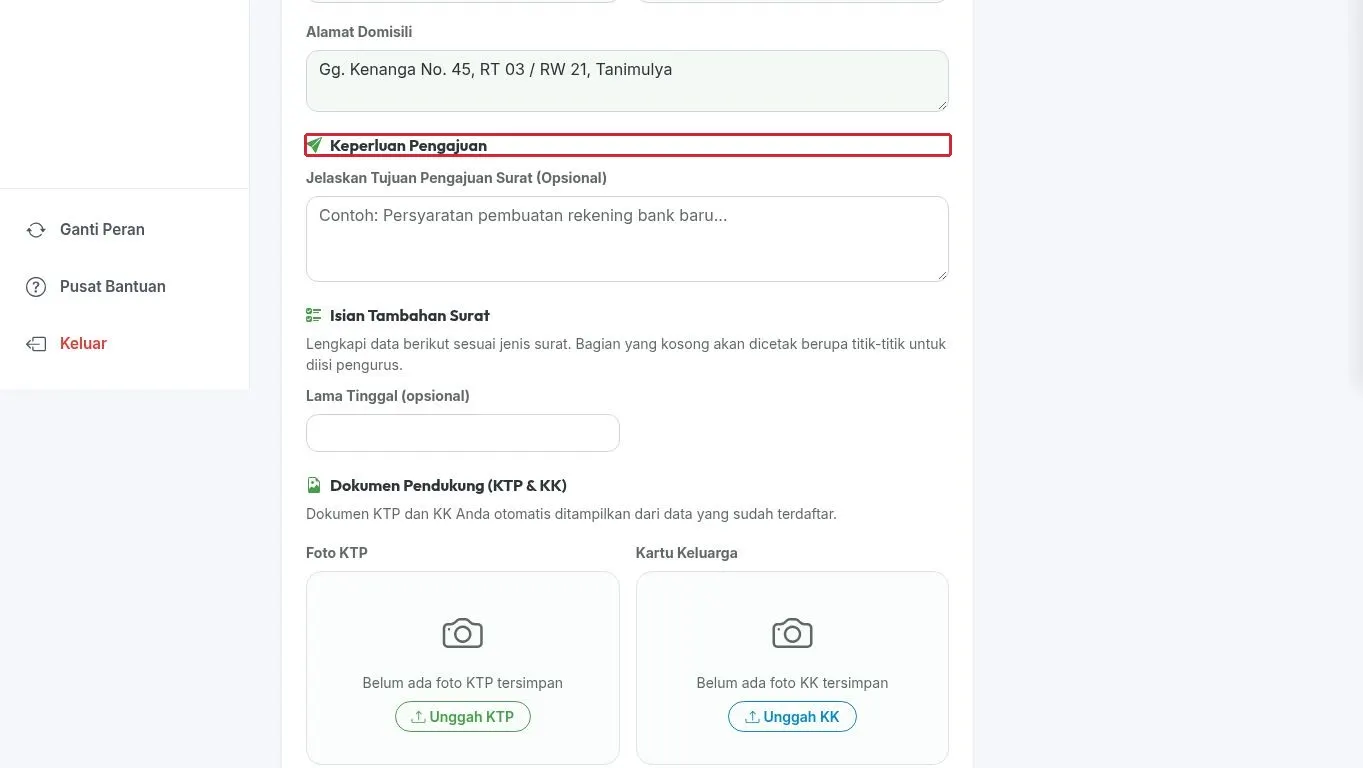 Alamat Domisili
Gg. Kenanga No. 45, RT 03 / RW 21, Tanimulya
Keperluan Pengajuan
Jelaskan Tujuan Pengajuan Surat (Opsional)
Contoh: Persyaratan pembuatan rekening bank baru...
Ganti Peran
Pusat Bantuan
Keluar
Isian Tambahan Surat
Lengkapi data berikut sesuai jenis surat. Bagian yang kosong akan dicetak berupa titik-titik untuk
diisi pengurus.
Lama Tinggal (opsional)
Dokumen Pendukung (KTP & KK)
Dokumen KTP dan KK Anda otomatis ditampilkan dari data yang sudah terdaftar.
Foto KTP
Kartu Keluarga
Belum ada foto KTP tersimpan
Belum ada foto KK tersimpan
Unggah KTP
Unggah KK